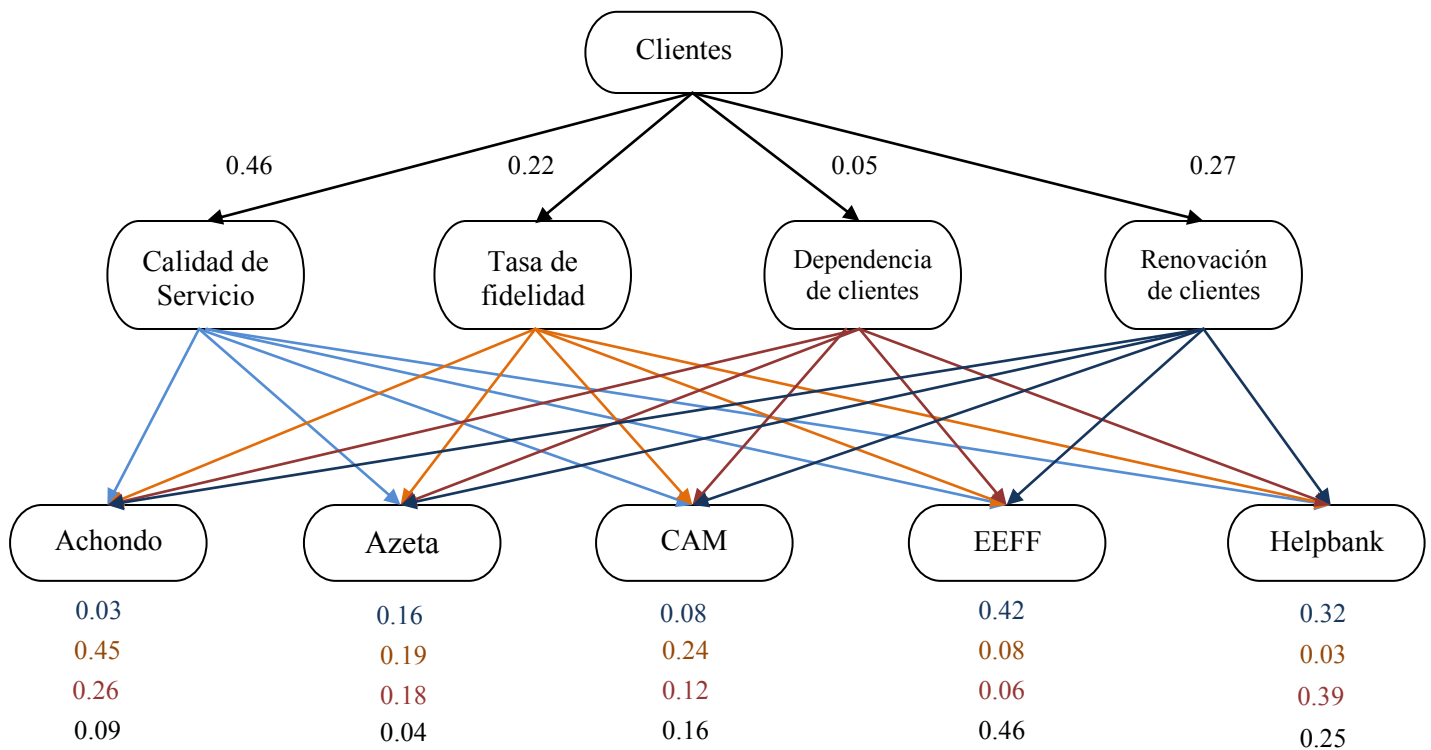 Clientes
0.46
0.22
0.05
0.27
Calidad de
Servicio
Tasa de
fidelidad
Dependencia
de clientes
Renovación
de clientes
Achondo
Azeta
CAM
EEFF
Helpbank
0.03
0.16
0.08
0.42
0.32
0.45
0.19
0.24
0.08
0.03
0.26
0.18
0.12
0.06
0.39
0.09
0.04
0.16
0.46
0.25